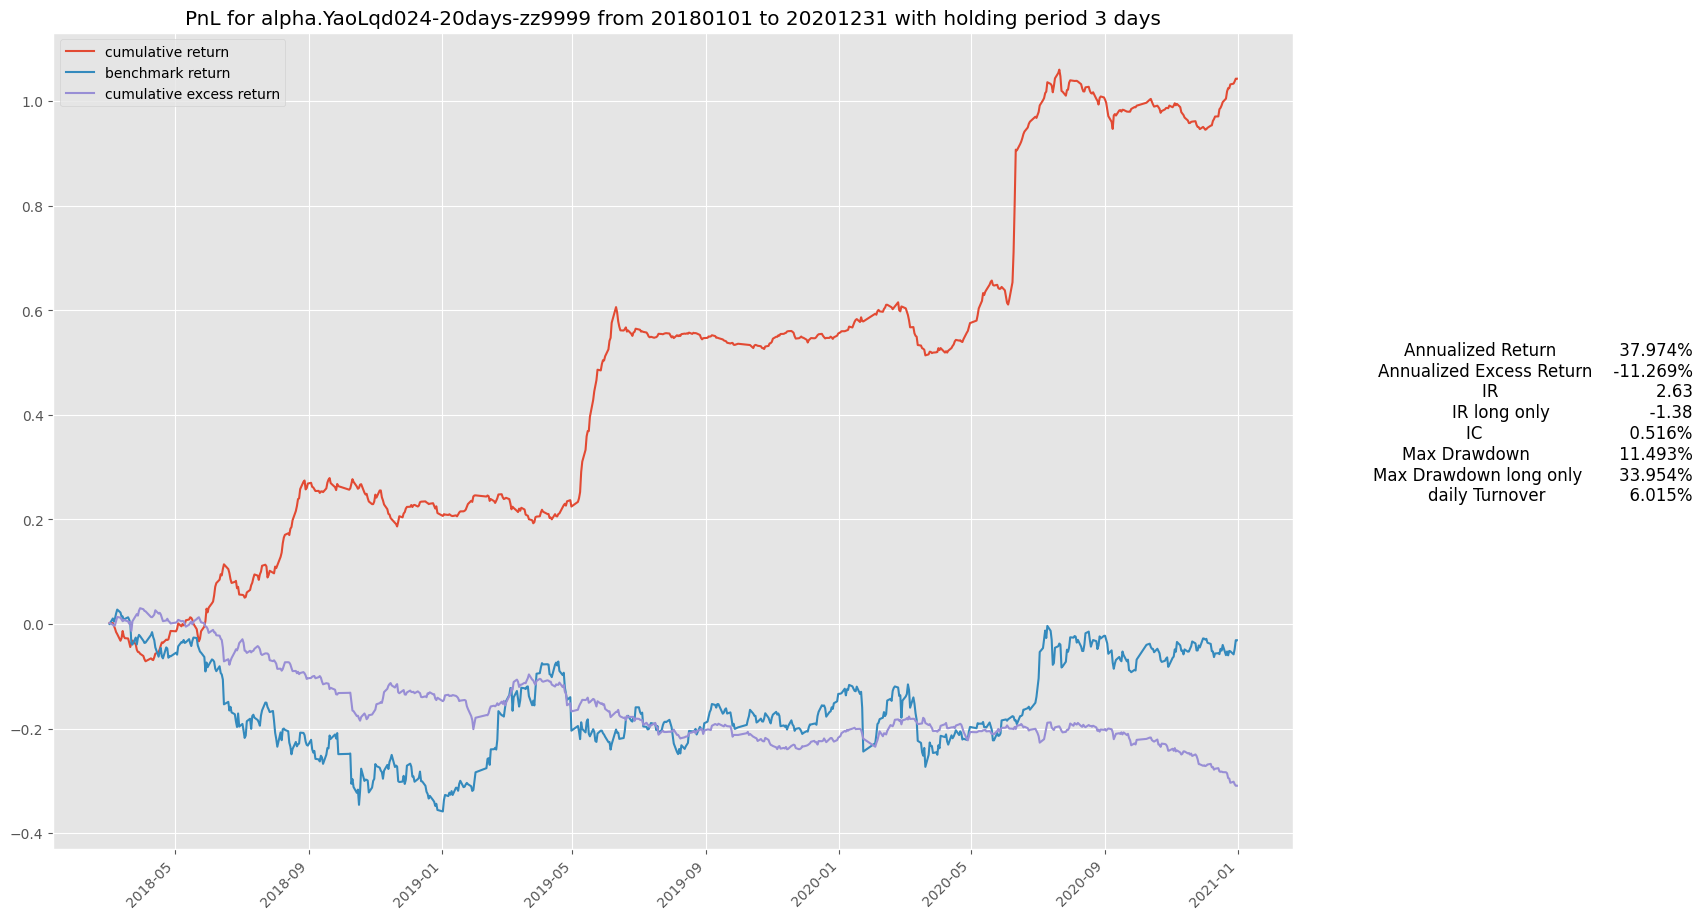 PnL for alpha.YaoLqd024-20days-zz9999 from 20180101 to 20201231 with holding period 3 days
cumulative return
benchmark return
cumulative excess return
1.0
0.8
0.6
0.4
0.2
0.0
−0.2
−0.4
2018-05
2018-09
2019-01
2019-05
2019-09
2020-01
2020-05
2020-09
2021-01
Annualized Return 37.974%
Annualized Excess Return -11.269%
IR 2.63
IR long only -1.38
IC 0.516%
Max Drawdown 11.493%
Max Drawdown long only 33.954%
daily Turnover 6.015%